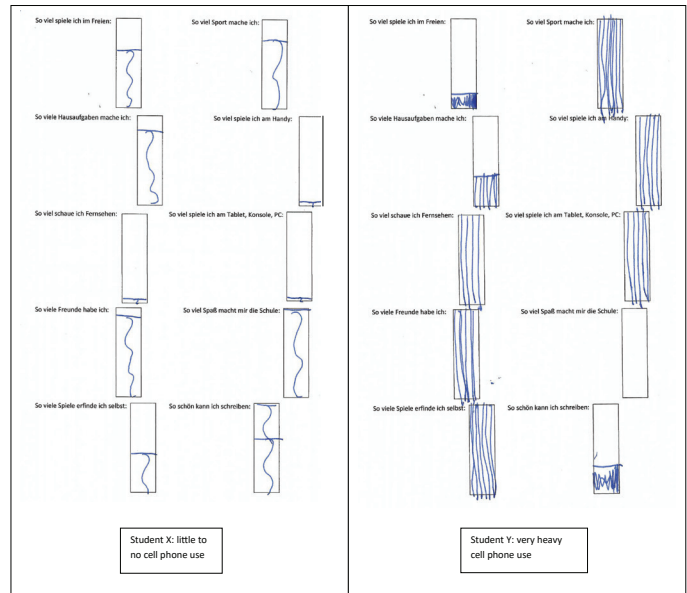 So viel spiele ich im Freien:
So viel Sport mache ich:
So viele Hausaufgaben mache ich:
So viel spiele ich am Handy:
So viel schaue ich Fernsehen:
So viel spiele ich am Tablet, Konsole, PC:
So viele Freunde habe ich:
So viel Spaß macht mir die Schule:
So viele Spiele erfinde ich selbst:
So schön kann ich schreiben:
Student X: little to
no cell phone use
So viel spiele ich im Freien:
So viel Sport mache ich:
So viele Hausaufgaben mache ich:
So viel spiele ich am Handy:
So viel schaue ich Fernsehen:
So viel spiele ich am Tablet, Konsole, PC:
So viele Freunde habe ich:
So viel Spaß macht mir die Schule:
So viele Spiele erfinde ich selbst:
So schön kann ich schreiben:
Student Y: very heavy
cell phone use